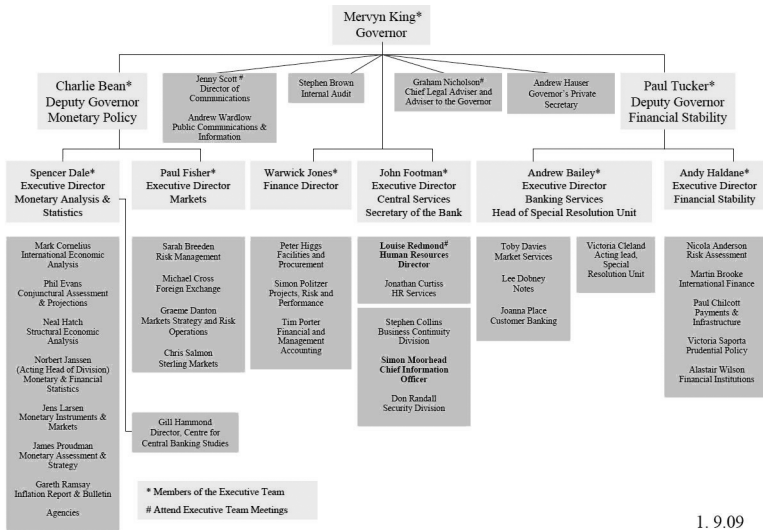 Mervyn King*
Governor
Charlie Bean*
Deputy Governor
Monetary Policy
Jenny Scott #
Director of
Communications
Andrew Wardlow
Public Communications &
Information
Stephen Brown
Internal Audit
Graham Nicholson#
Chief Legal Adviser and
Adviser to the Governor
Andrew Hauser
Governor's Private
Secretary
Paul Tucker*
Deputy Governor
Financial Stability
Spencer Dale*
Executive Director
Monetary Analysis &
Statistics
Paul Fisher*
Executive Director
Markets
Warwick Jones*
Finance Director
John Footman*
Executive Director
Central Services
Secretary of the Bank
Andrew Bailey*
Executive Director
Banking Services
Head of Special Resolution Unit
Andy Haldane*
Executive Director
Financial Stability
Mark Cornelius
International Economic
Analysis
Phil Evans
Conjunctural Assessment
& Projections
Neal Hatch
Structural Economic
Analysis
Norbert Janssen
(Acting Head of Division)
Monetary & Financial
Statistics
Jens Larsen
Monetary Instruments &
Markets
James Proudman
Monetary Assessment &
Strategy
Gareth Ramsay
Inflation Report & Bulletin
Agencies
Sarah Breeden
Risk Management
Michael Cross
Foreign Exchange
Graeme Danton
Markets Strategy and Risk
Operations
Chris Salmon
Sterling Markets
Gill Hammond
Director, Centre for
Central Banking Studies
Peter Higgs
Facilities and
Procurement
Simon Politzer
Projects, Risk and
Performance
Tim Porter
Financial and
Management
Accounting
Louise Redmond#
Human Resources
Director
Jonathan Curtiss
HR Services
Stephen Collins
Business Continuity
Division
Simon Moorhead
Chief Information
Officer
Don Randall
Security Division
Toby Davies
Market Services
Lee Dobney
Notes
Joanna Place
Customer Banking
Victoria Cleland
Acting lead,
Special
Resolution Unit
Nicola Anderson
Risk Assessment
Martin Brooke
International Finance
Paul Chilcott
Payments &
Infrastructure
Victoria Saporta
Prudential Policy
Alastair Wilson
Financial Institutions
* Members of the Executive Team
# Attend Executive Team Meetings
1. 9.09